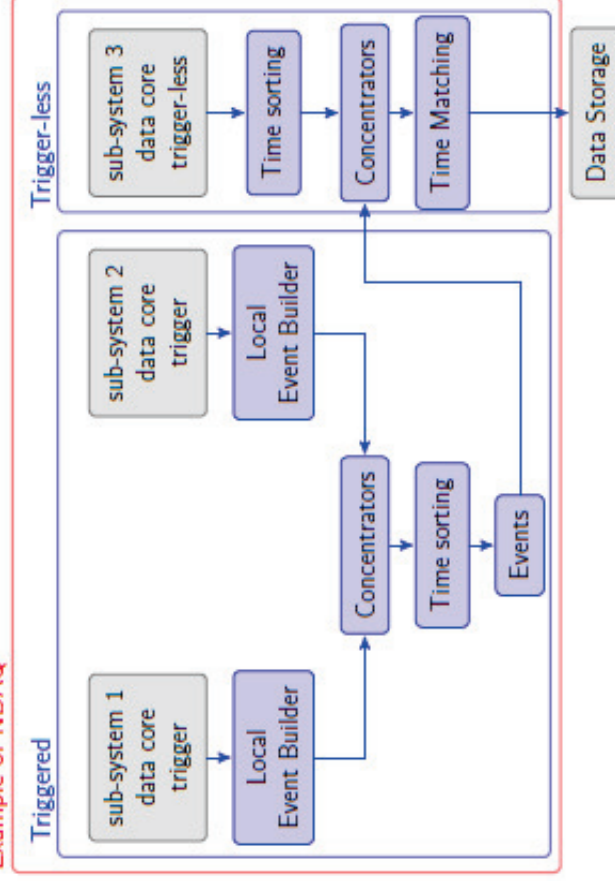 Triggered
sub-system 1
data core
trigger
Local
Event Builder
sub-system 2
data core
trigger
Local
Event Builder
Concentrators
Time sorting
Events
Trigger-less
sub-system 3
data core
trigger-less
Time sorting
Concentrators
Time Matching
Data Storage